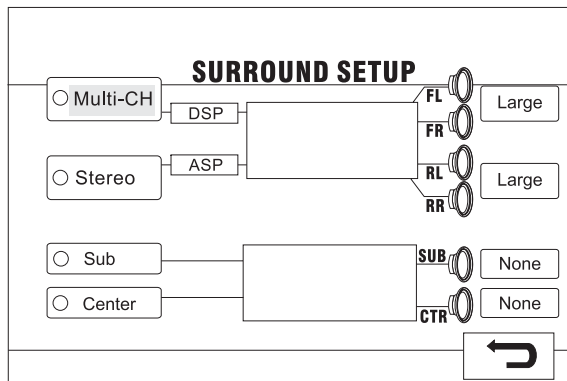 SURROUND SETUP
Multi-CH
DSP
FL
Large
FR
Stereo
ASP
RL
Large
RR
Sub
SUB
None
Center
CTR
None